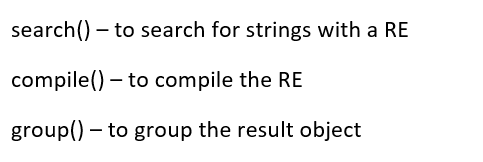 search() – to search for strings with a RE
compile() – to compile the RE
group() – to group the result object